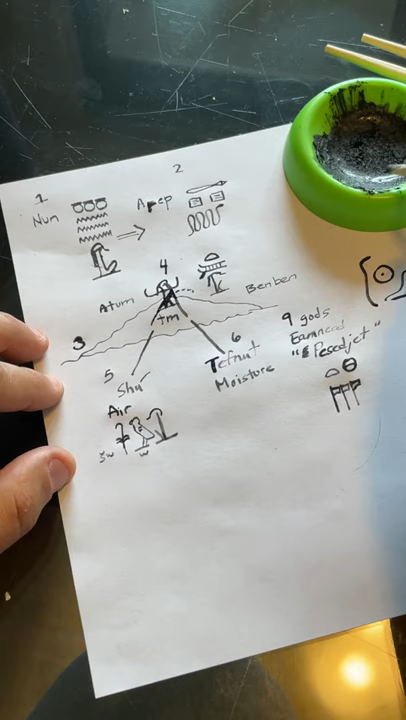 1
Nun
2
Apep
4
Atum
Benben
tm
3
5
Shu
Air
šw
w
6
Tefnut
Moisture
9 gods
"Pesedjet"